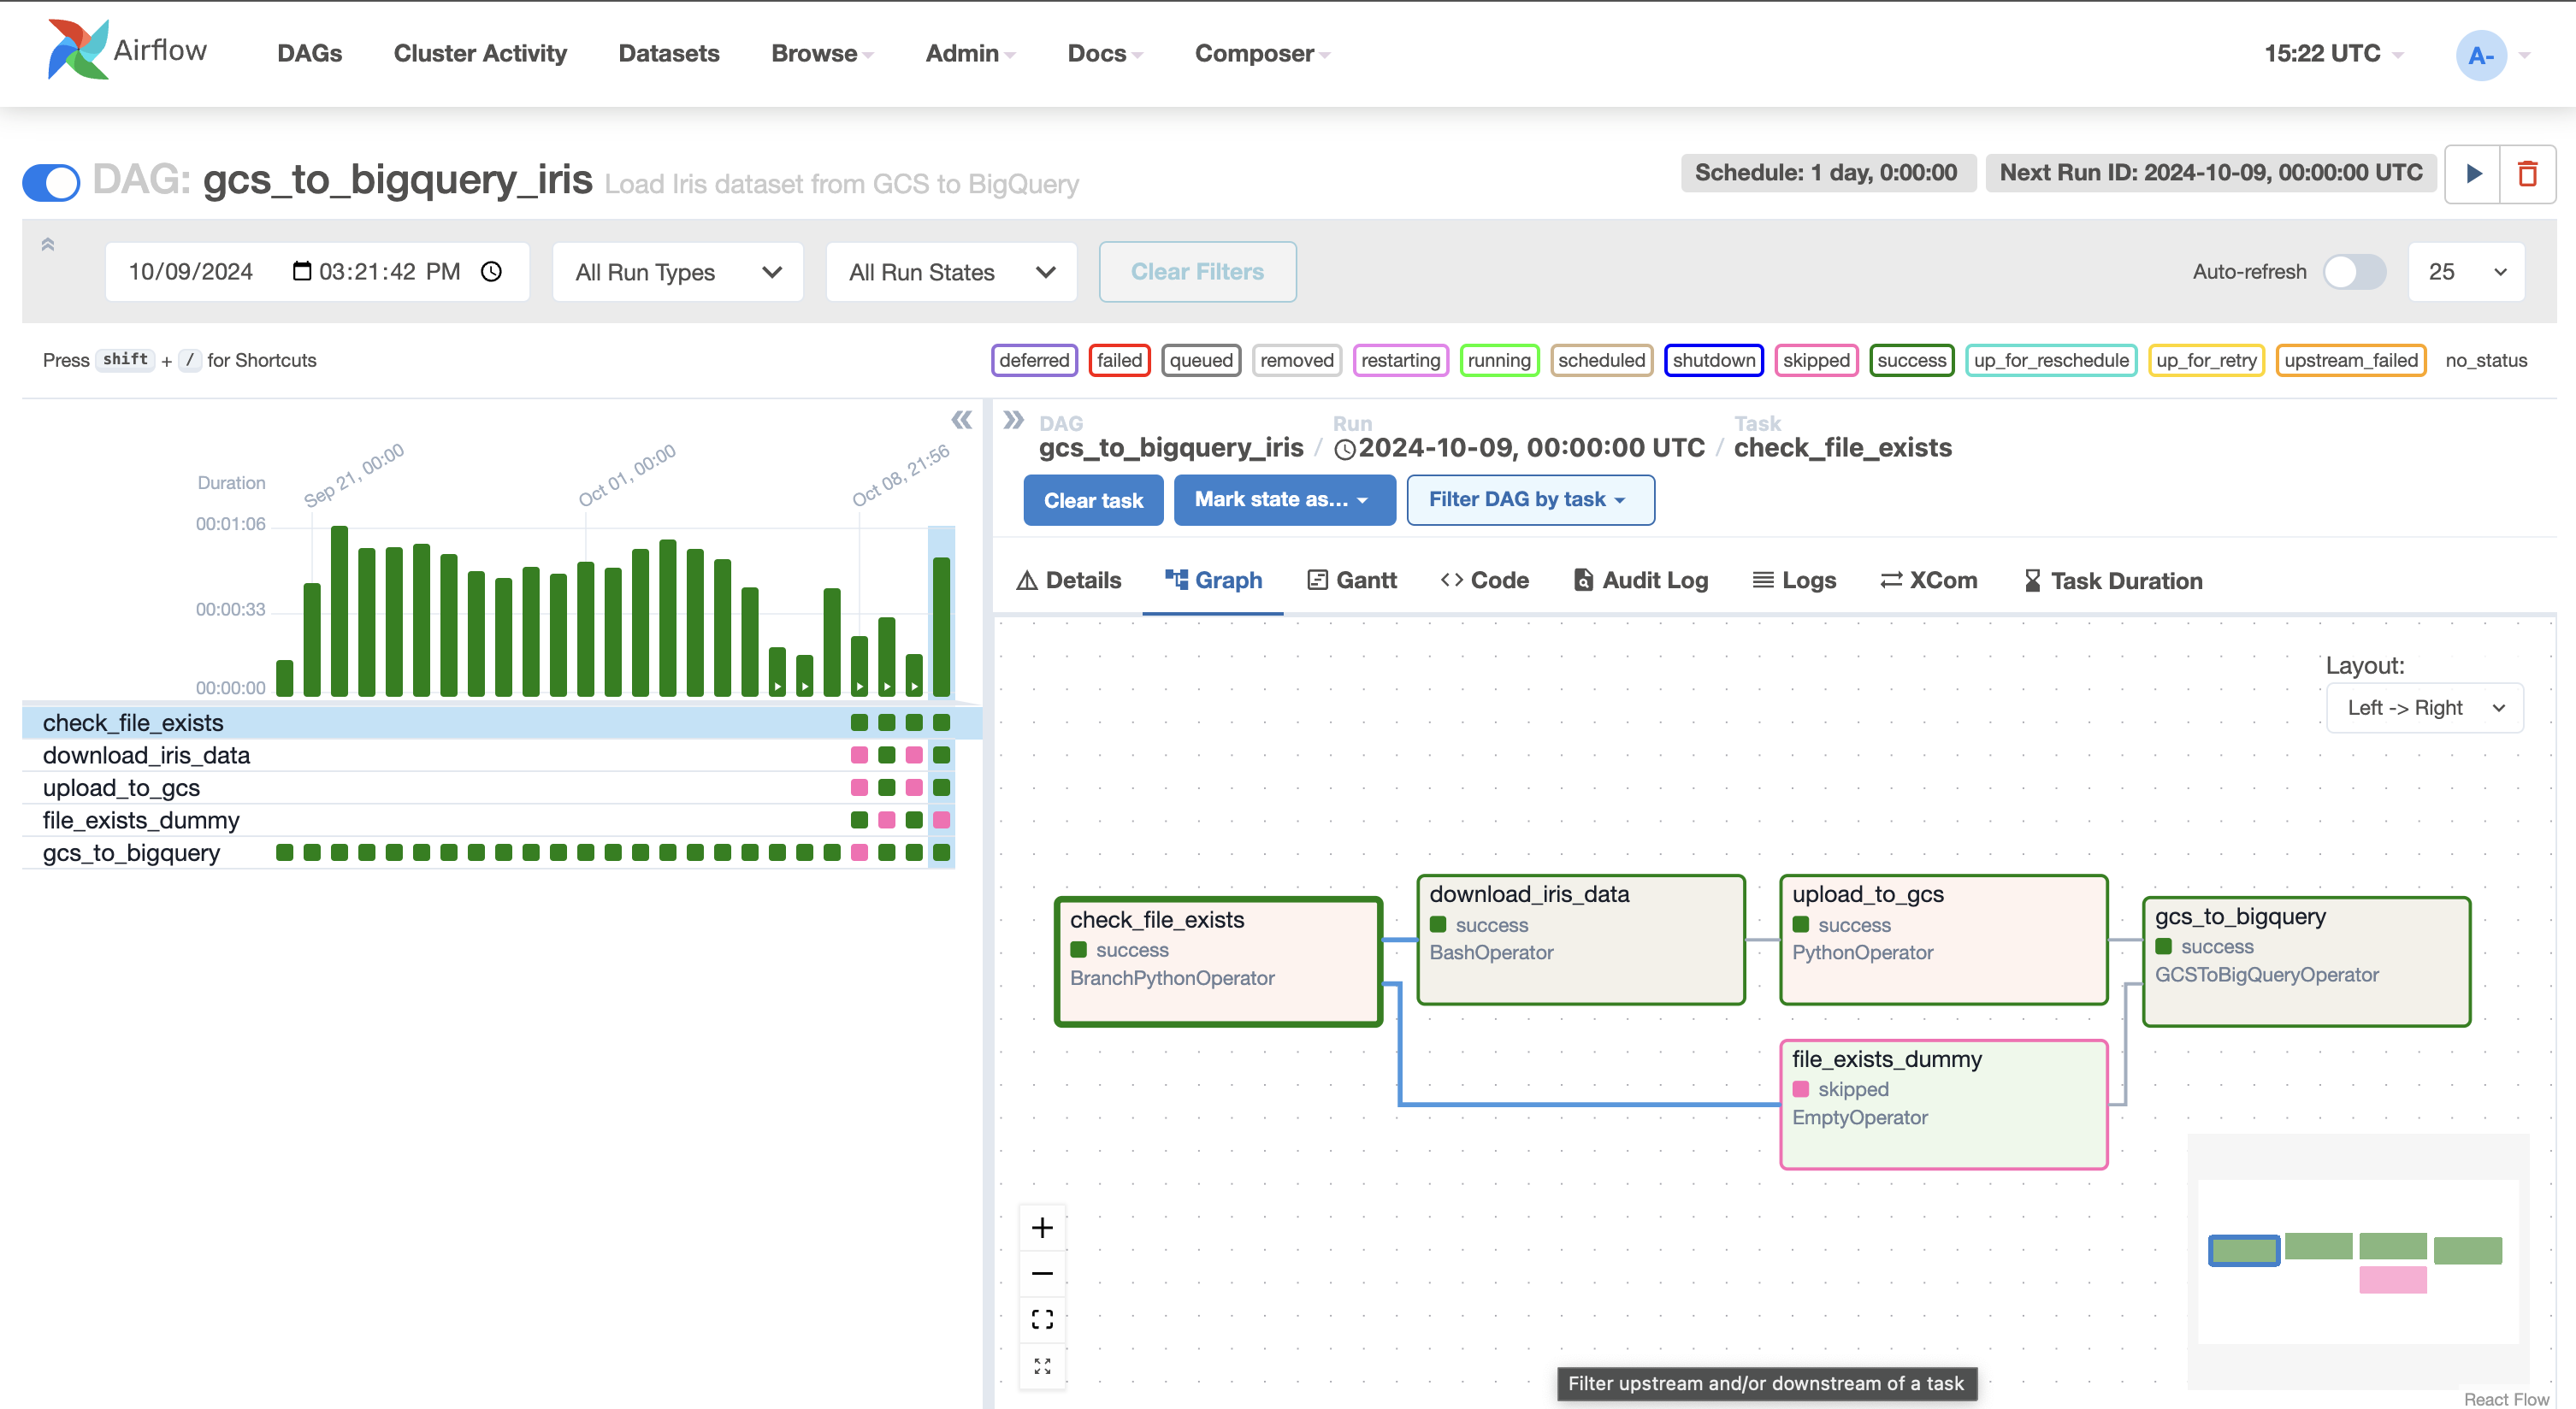 Airflow DAGs Cluster Activity Datasets Browse Admin Docs Composer 15:22 UTC A-
DAG: gcs_to_bigquery_iris Load Iris dataset from GCS to BigQuery Schedule: 1 day, 0:00:00 Next Run ID: 2024-10-09, 00:00:00 UTC
10/09/2024 03:21:42 PM All Run Types All Run States Clear Filters Auto-refresh 25
Press shift + / for Shortcuts deferred failed queued removed restarting running scheduled shutdown skipped success up_for_reschedule up_for_retry upstream_failed no_status
Duration
Sep 21, 00:00
Oct 01, 00:00
Oct 08, 21:56
00:01:06
00:00:33
00:00:00
check_file_exists
download_iris_data
upload_to_gcs
file_exists_dummy
gcs_to_bigquery
DAG Run Task
gcs_to_bigquery_iris / 2024-10-09, 00:00:00 UTC / check_file_exists
Clear task Mark state as... Filter DAG by task
Details Graph Gantt Code Audit Log Logs XCom Task Duration
Layout:
Left -> Right
check_file_exists
success
BranchPythonOperator
download_iris_data
success
BashOperator
upload_to_gcs
success
PythonOperator
gcs_to_bigquery
success
GCSToBigQueryOperator
file_exists_dummy
skipped
EmptyOperator
Filter upstream and/or downstream of a task
React Flow